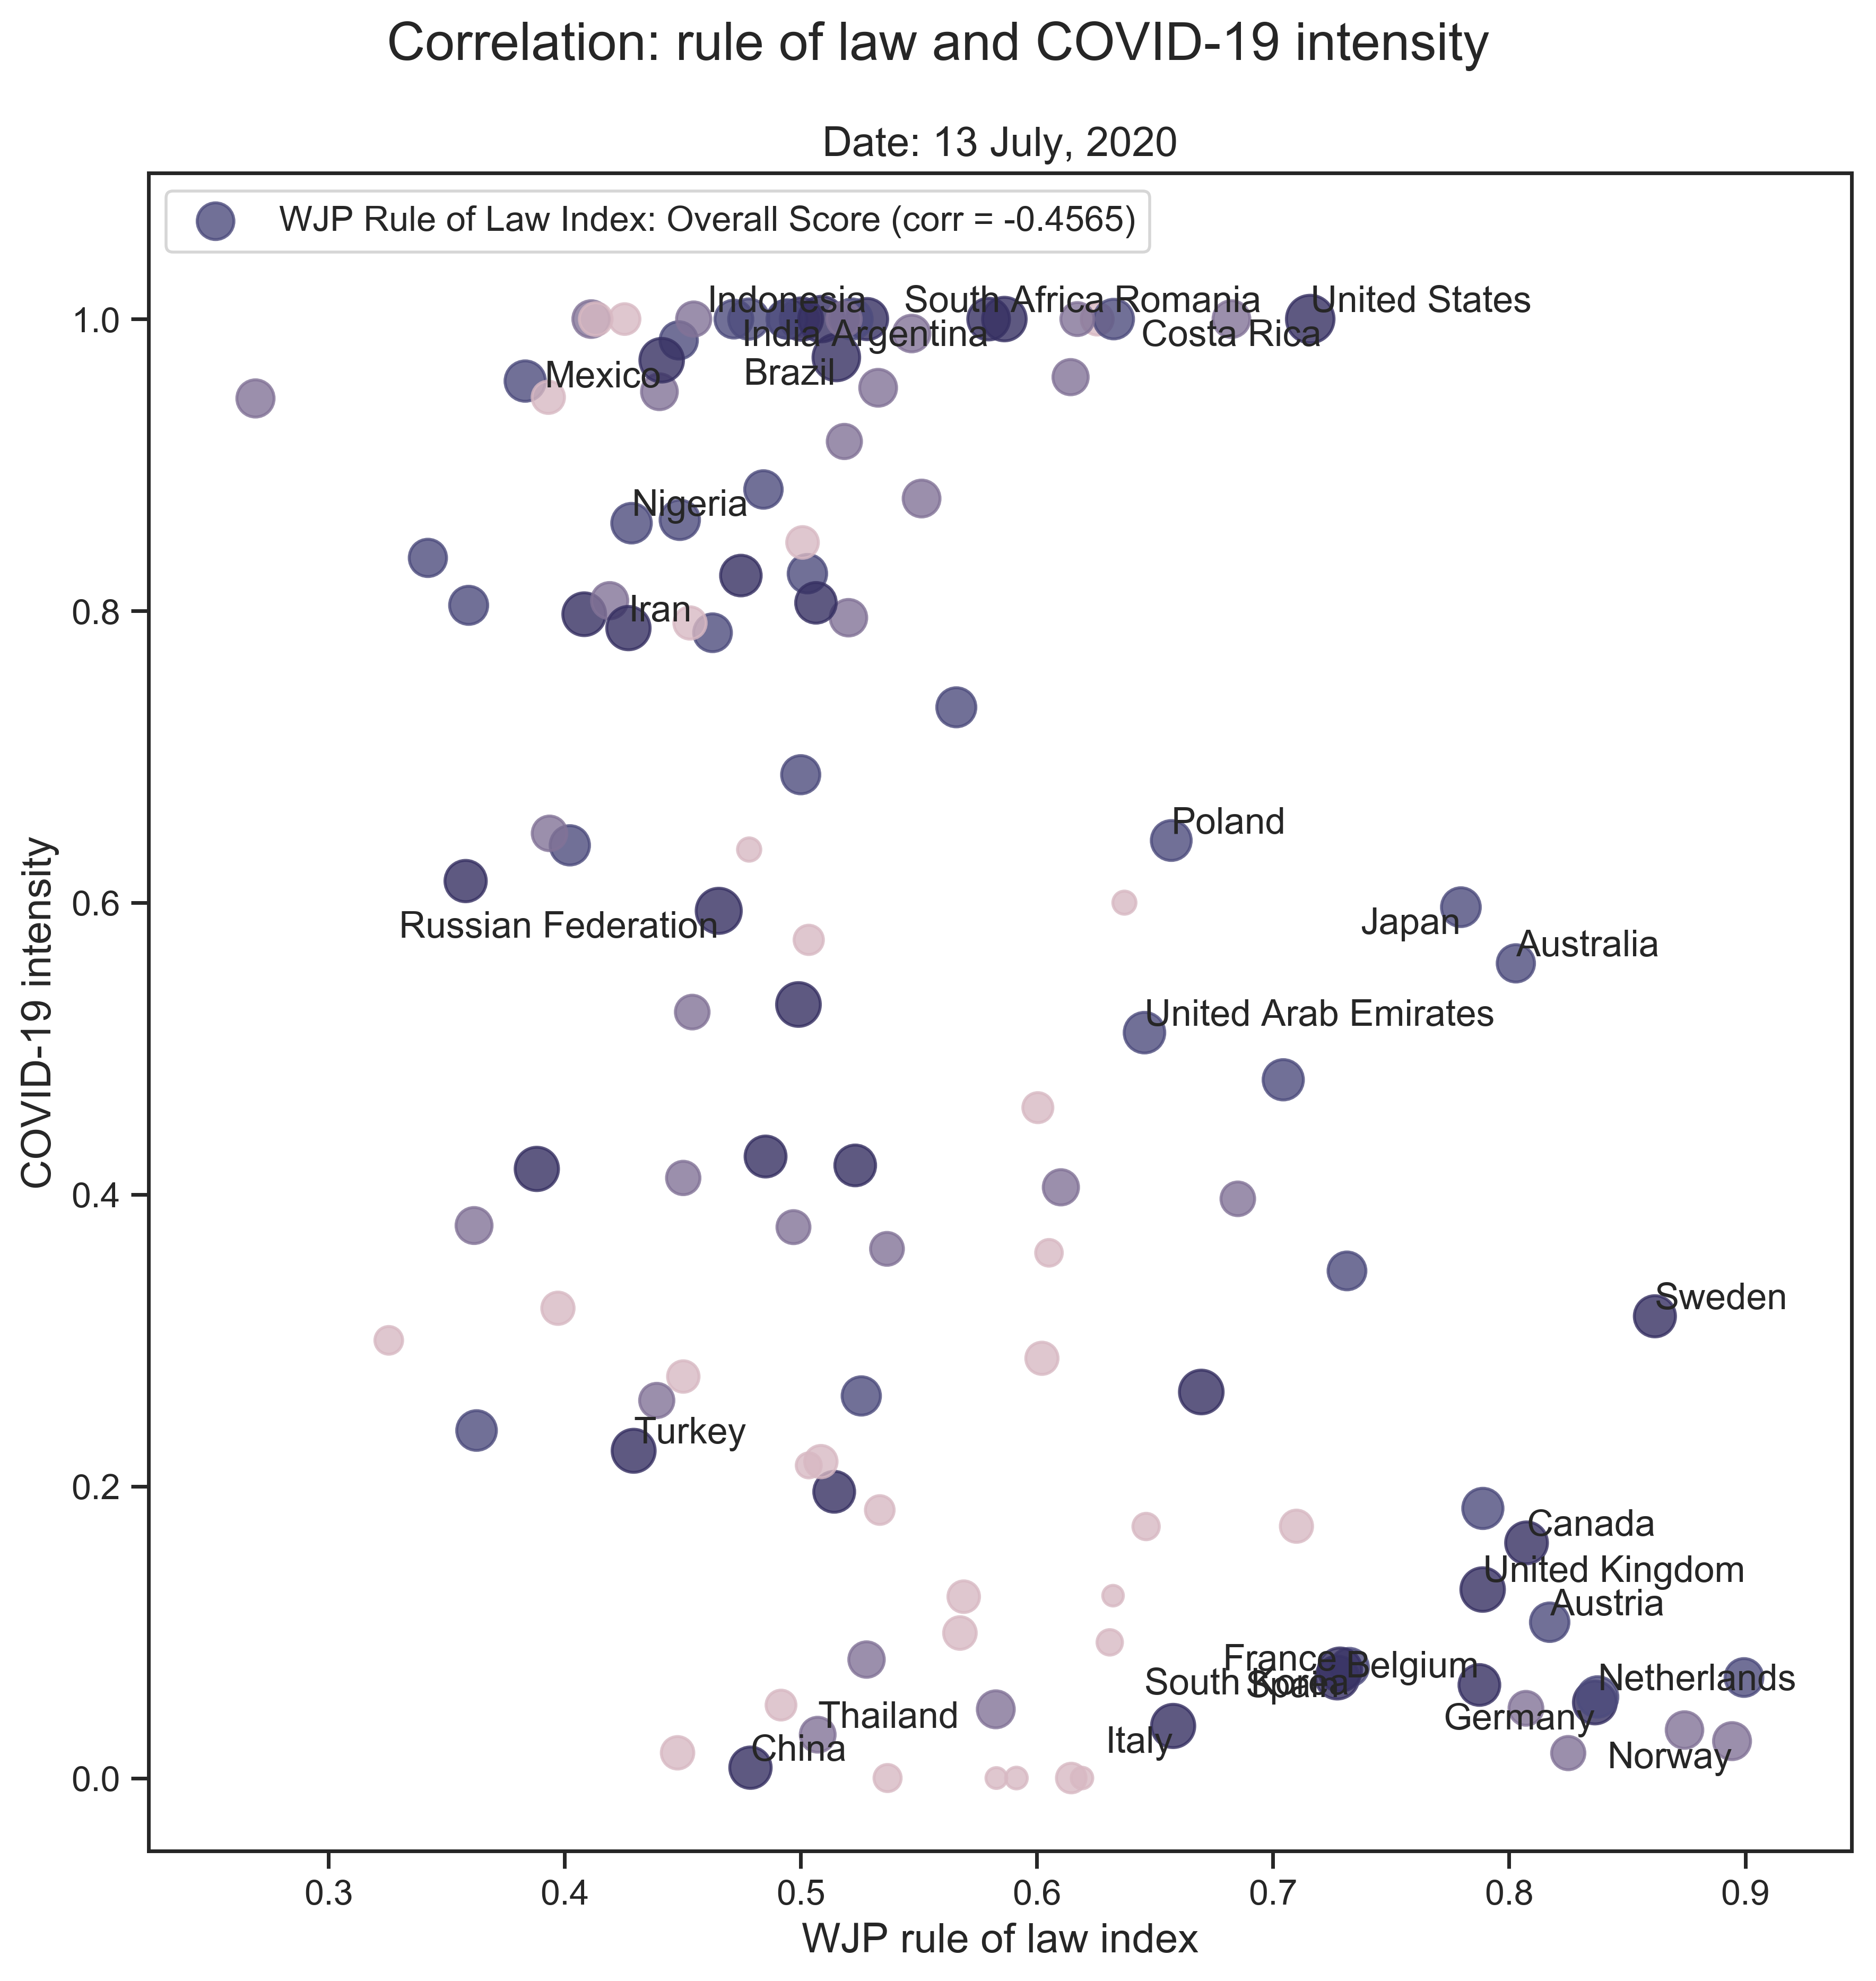 Correlation: rule of law and COVID-19 intensity
Date: 13 July, 2020
WJP Rule of Law Index: Overall Score (corr = -0.4565)
Indonesia
South Africa
Romania
United States
India
Argentina
Costa Rica
Brazil
Mexico
Nigeria
Iran
Poland
Russian Federation
Japan
Australia
United Arab Emirates
Sweden
Turkey
Canada
United Kingdom
Austria
France
Belgium
South Korea
Spain
Netherlands
Thailand
Germany
Italy
China
Norway
1.0
0.8
0.6
0.4
0.2
0.0
COVID-19 intensity
0.3
0.4
0.5
0.6
0.7
0.8
0.9
WJP rule of law index